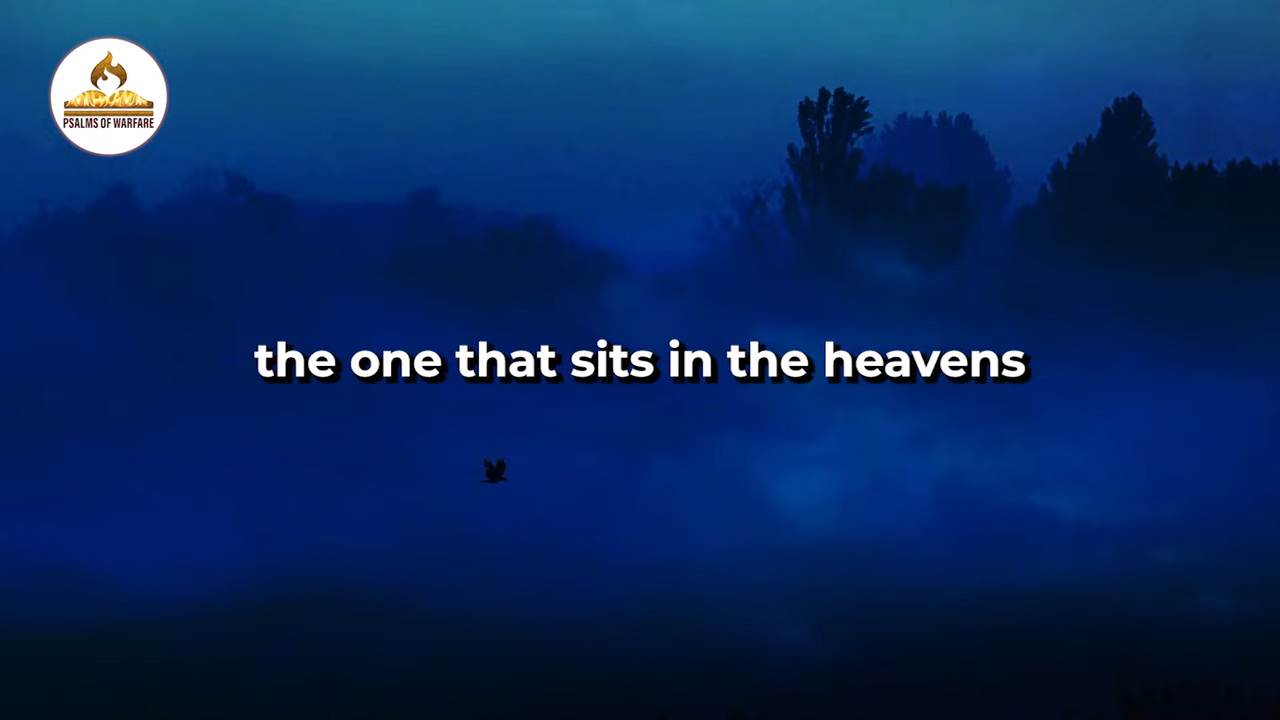 PSALMS OF WARFARE
the one that sits in the heavens